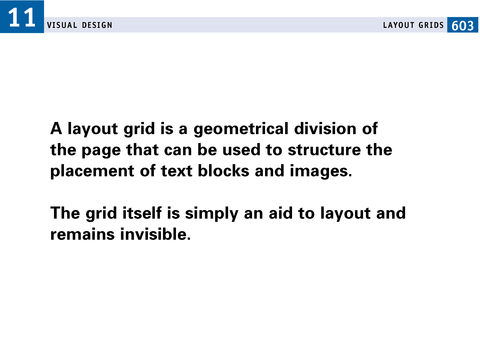 11
VISUAL DESIGN
LAYOUT GRIDS 603
A layout grid is a geometrical division of
the page that can be used to structure the
placement of text blocks and images.
The grid itself is simply an aid to layout and
remains invisible.